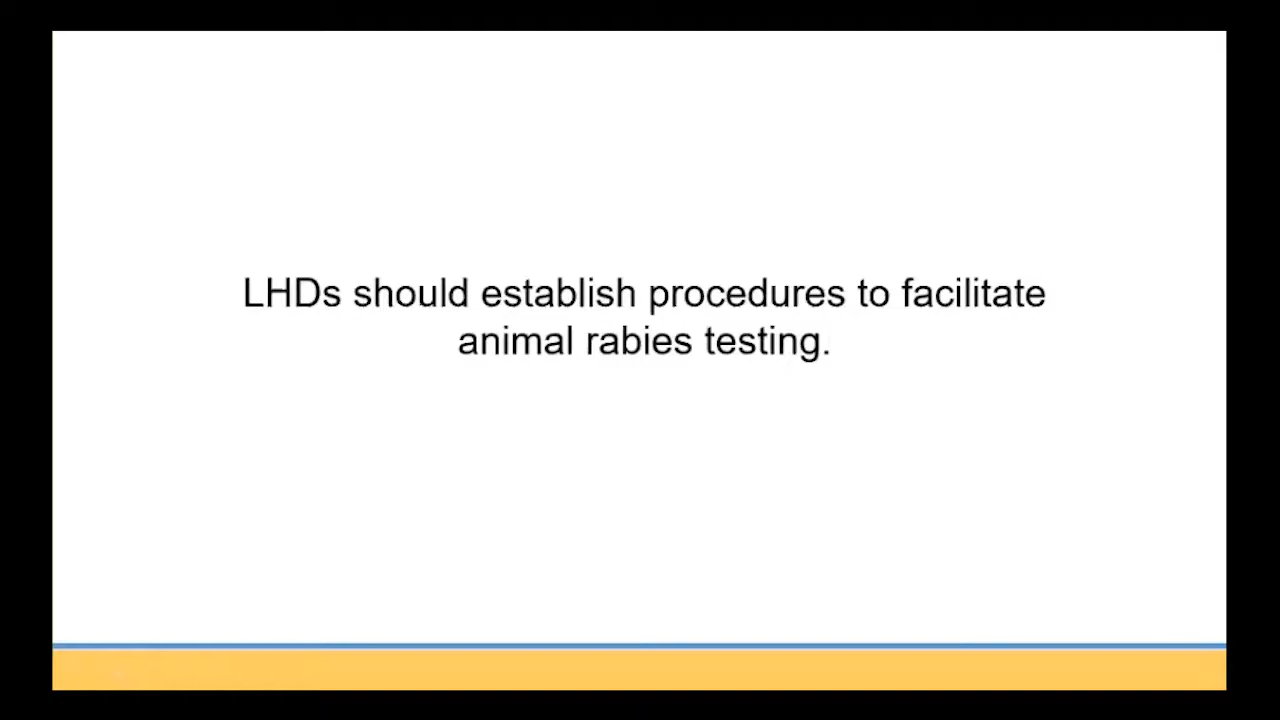 LHDs should establish procedures to facilitate
animal rabies testing.